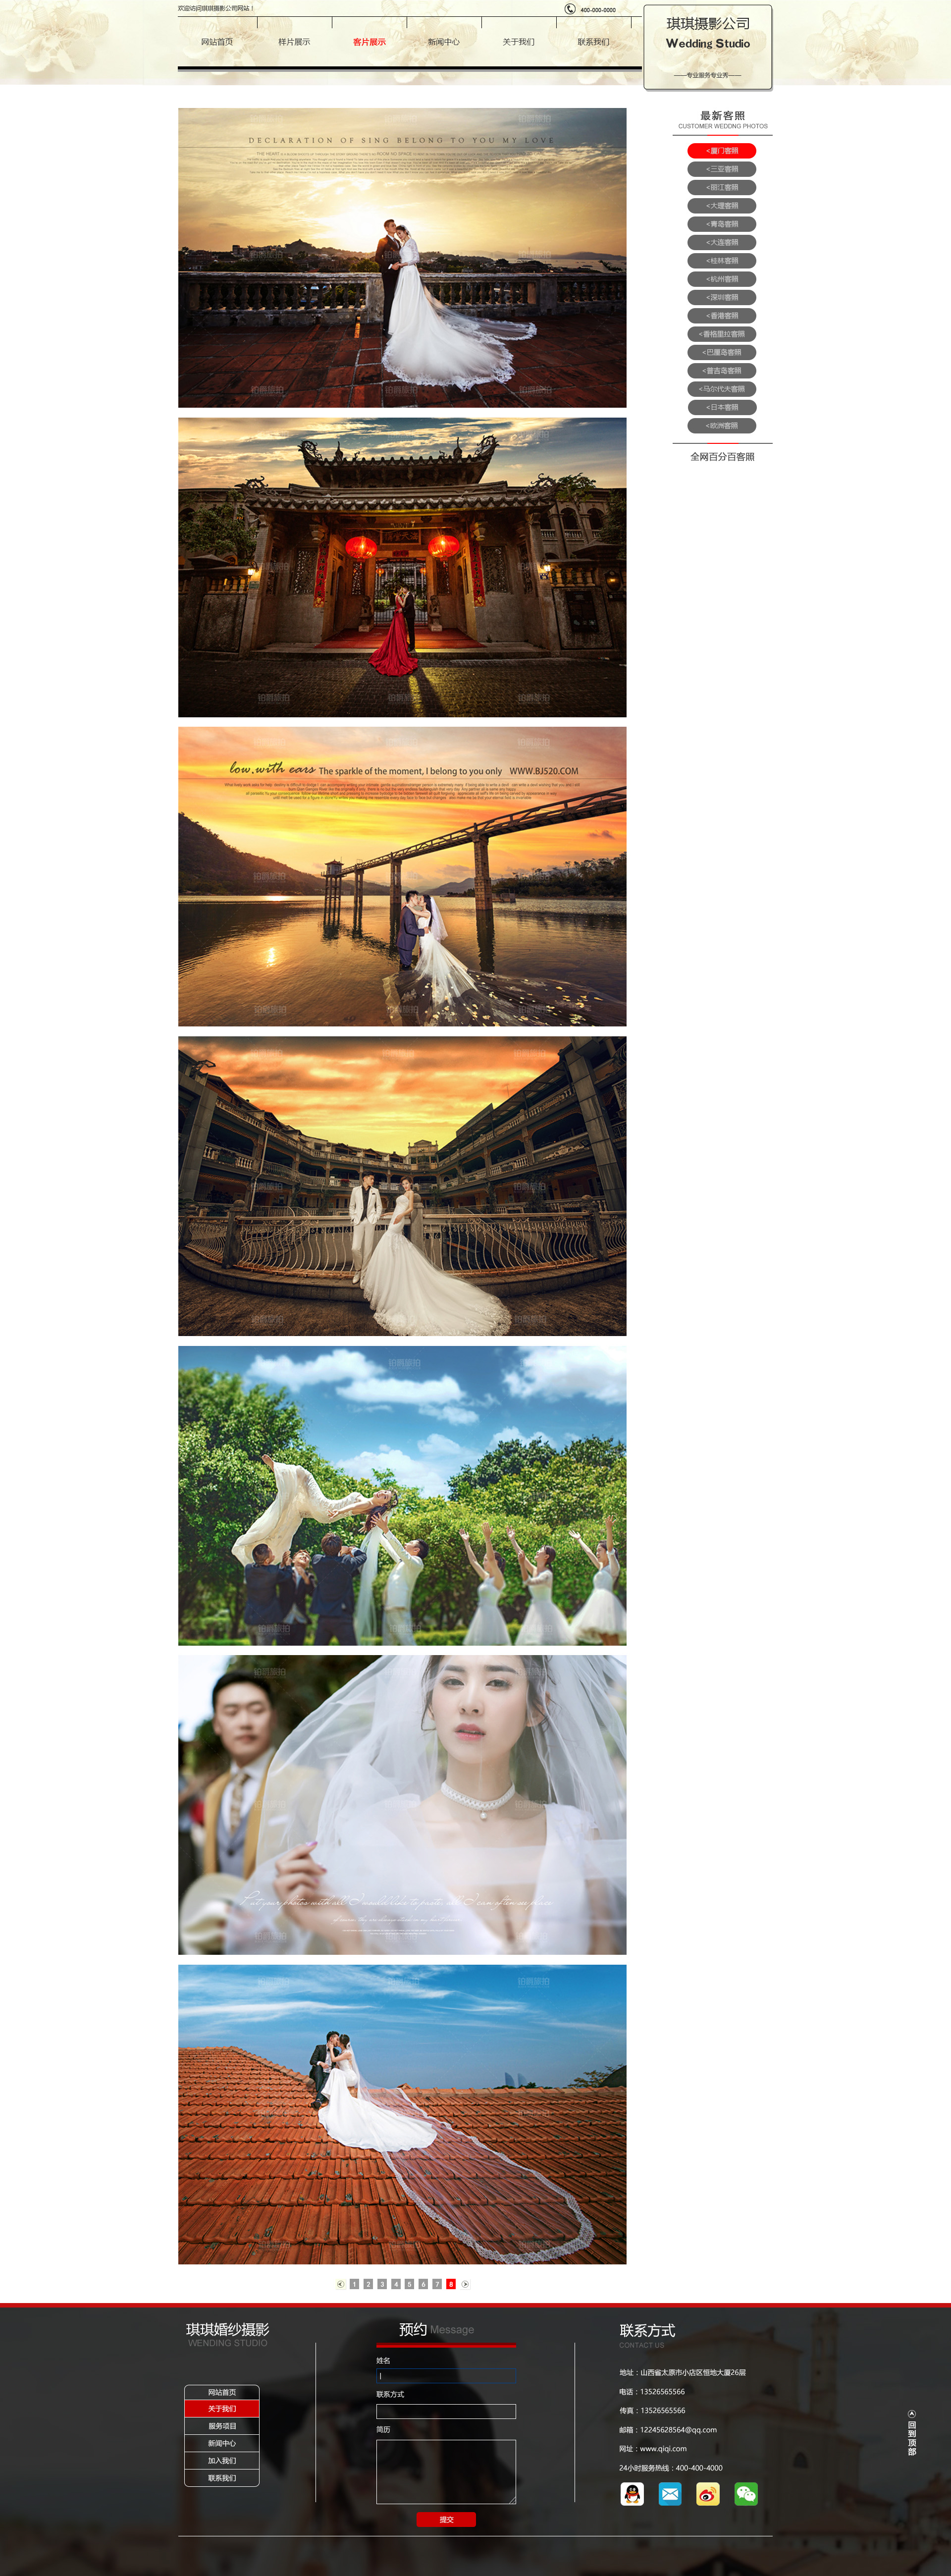 欢迎访问琪琪摄影公司网站！
400-000-0000
网站首页
样片展示
客片展示
新闻中心
关于我们
联系我们
琪琪摄影公司
Wedding Studio
——专业服务专业秀——
DECLARATION OF SING BELONG TO YOU MY LOVE
铂爵旅拍
最新客照
CUSTOMER WEDDNG PHOTOS
<厦门客照
<三亚客照
<丽江客照
<大理客照
<青岛客照
<大连客照
<桂林客照
<杭州客照
<深圳客照
<香港客照
<香格里拉客照
<巴厘岛客照
<普吉岛客照
<马尔代夫客照
<日本客照
<欧洲客照
全网百分百客照
low.with ears The sparkle of the moment, I belong to you only WWW.BJ520.COM
1 2 3 4 5 6 7 8
琪琪婚纱摄影
WENDING STUDIO
网站首页
关于我们
服务项目
新闻中心
加入我们
联系我们
预约 Message
姓名
联系方式
简历
提交
联系方式
CONTACT US
地址：山西省太原市小店区恒地大厦26层
电话：13526565566
传真：13526565566
邮箱：12245628564@qq.com
网址：www.qiqi.com
24小时服务热线：400-400-4000
回到顶部